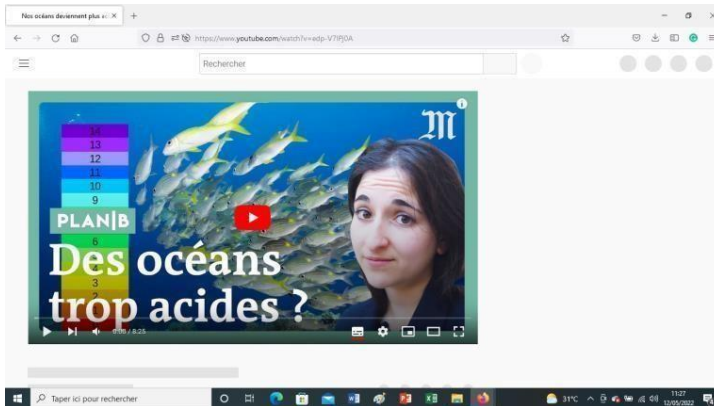 Nos océans deviennent plus ac
https://www.youtube.com/watch?v=edp-V7IPJ0A
Rechercher
14
13
12
11
10
9
PLAN|B
6
Des océans
4
3
2
trop acides ?
0:00 / 8:25
Taper ici pour rechercher
31°C
11:27
12/05/2022